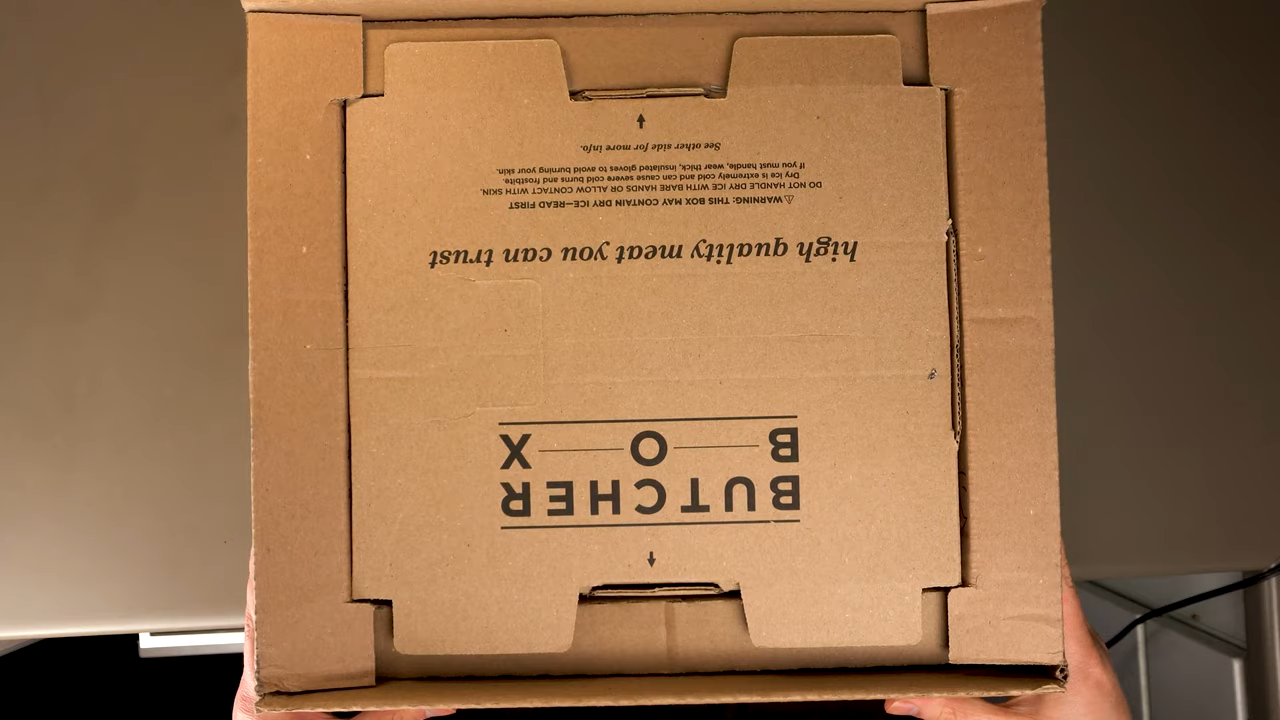 BUTCHER
B O X
high quality meat you can trust
⚠WARNING: THIS BOX MAY CONTAIN DRY ICE—READ FIRST
DO NOT HANDLE DRY ICE WITH BARE HANDS OR ALLOW CONTACT WITH SKIN.
Dry ice is extremely cold and can cause severe cold burns and frostbite.
If you must handle, wear thick, insulated gloves to avoid burning your skin.
See other side for more info.